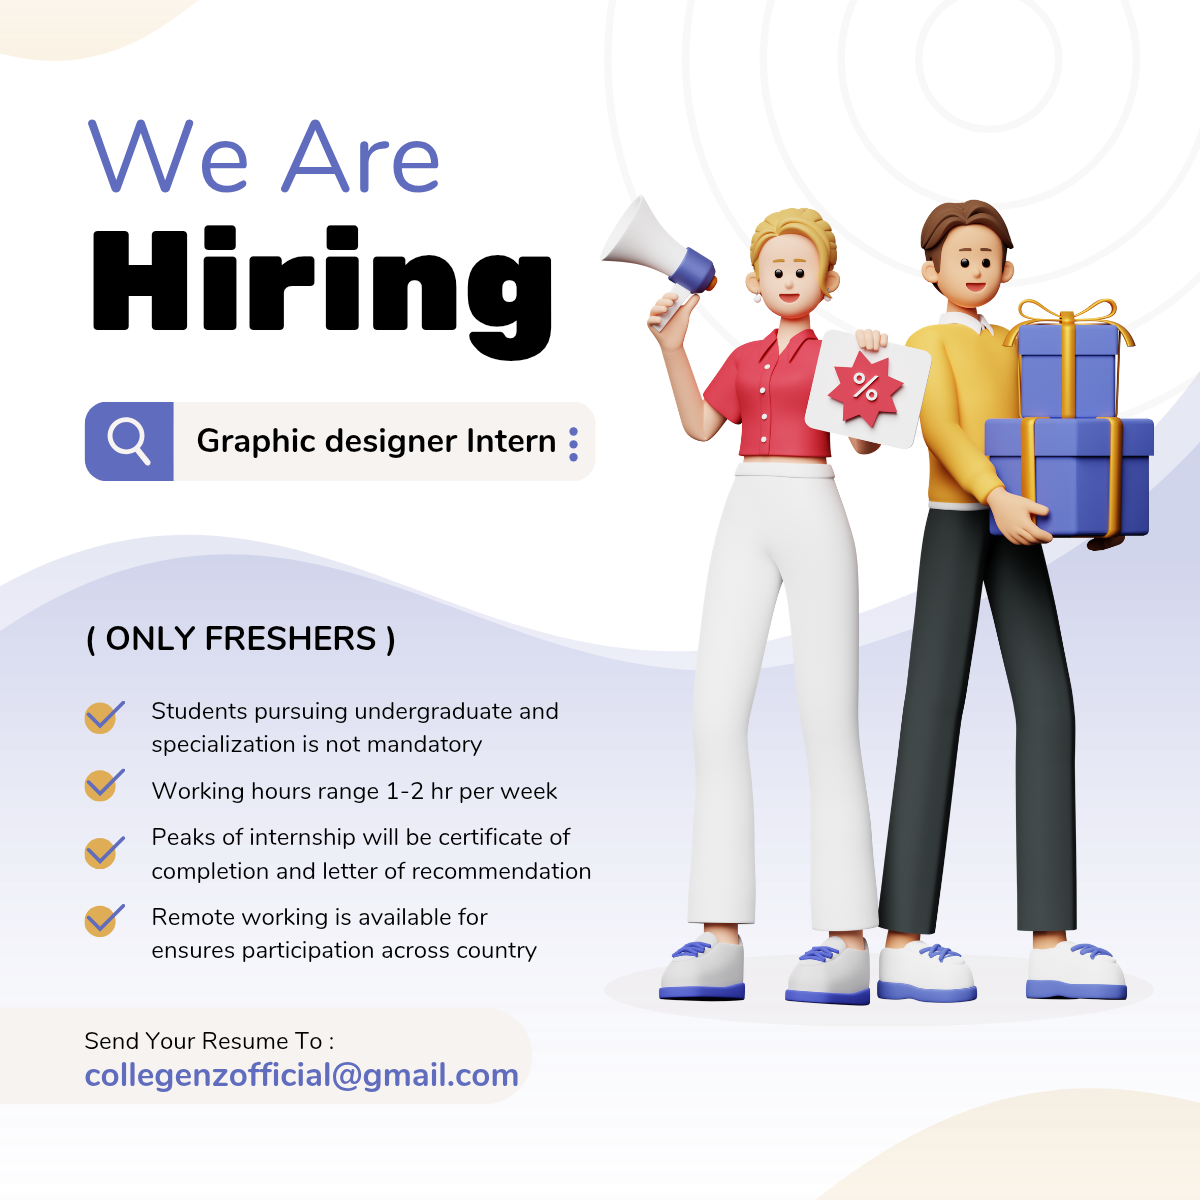 We Are
Hiring
Graphic designer Intern
%
( ONLY FRESHERS )
Students pursuing undergraduate and
specialization is not mandatory
Working hours range 1-2 hr per week
Peaks of internship will be certificate of
completion and letter of recommendation
Remote working is available for
ensures participation across country
Send Your Resume To :
collegenzofficial@gmail.com